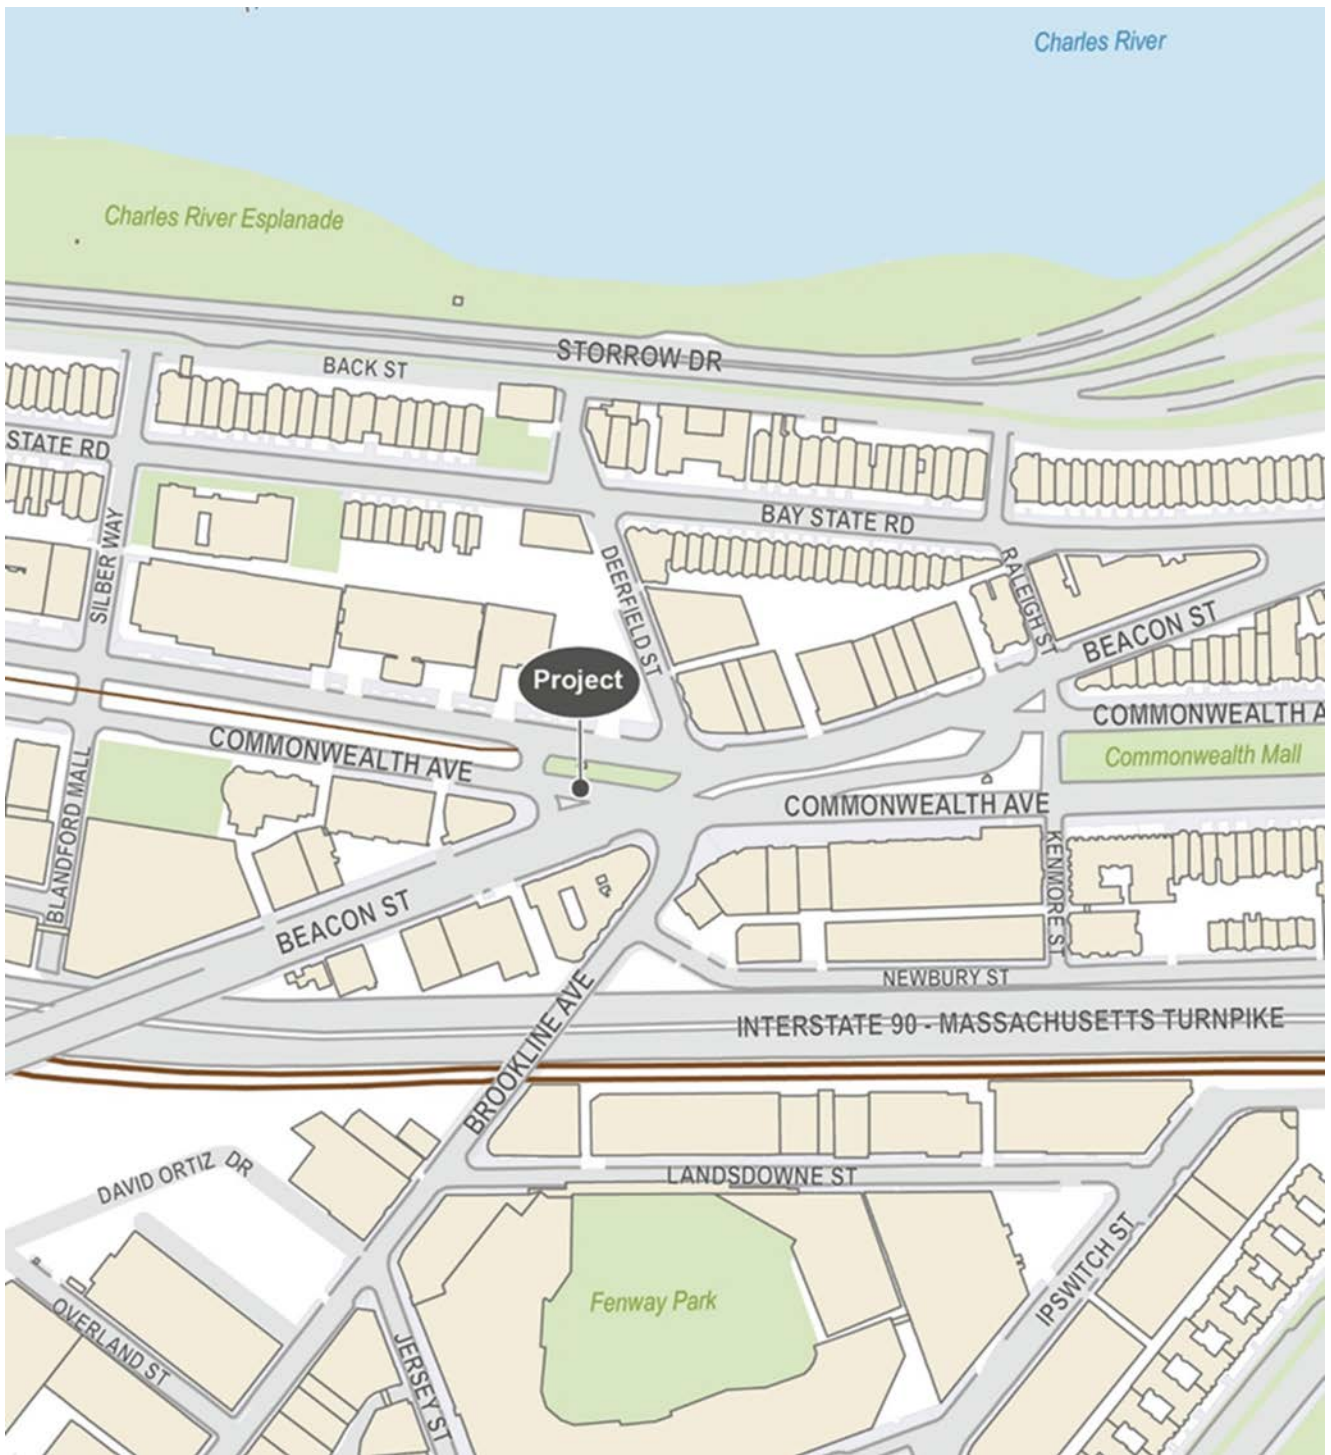 Charles River
Charles River Esplanade
STORROW DR
BACK ST
STATE RD
BAY STATE RD
SILBER WAY
DEERFIELD ST
RALEIGH ST
BEACON ST
Project
COMMONWEALTH A
COMMONWEALTH AVE
Commonwealth Mall
COMMONWEALTH AVE
BLANDFORD MALL
KENMORE ST
BEACON ST
NEWBURY ST
INTERSTATE 90 - MASSACHUSETTS TURNPIKE
BROOKLINE AVE
LANDSDOWNE ST
DAVID ORTIZ DR
IPSWITCH ST
Fenway Park
OVERLAND ST
JERSEY ST